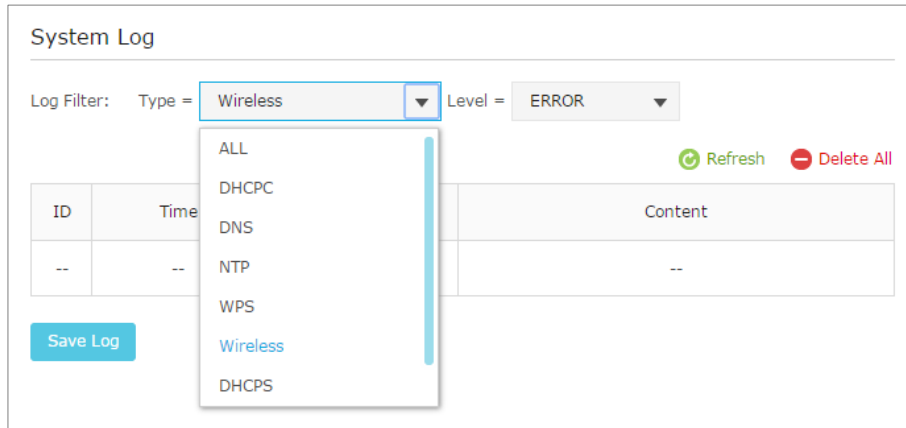 System Log
Log Filter: Type = Wireless Level = ERROR
ALL
DHCPC
DNS
NTP
WPS
Wireless
DHCPS
Refresh Delete All
ID Time Content
-- -- --
Save Log